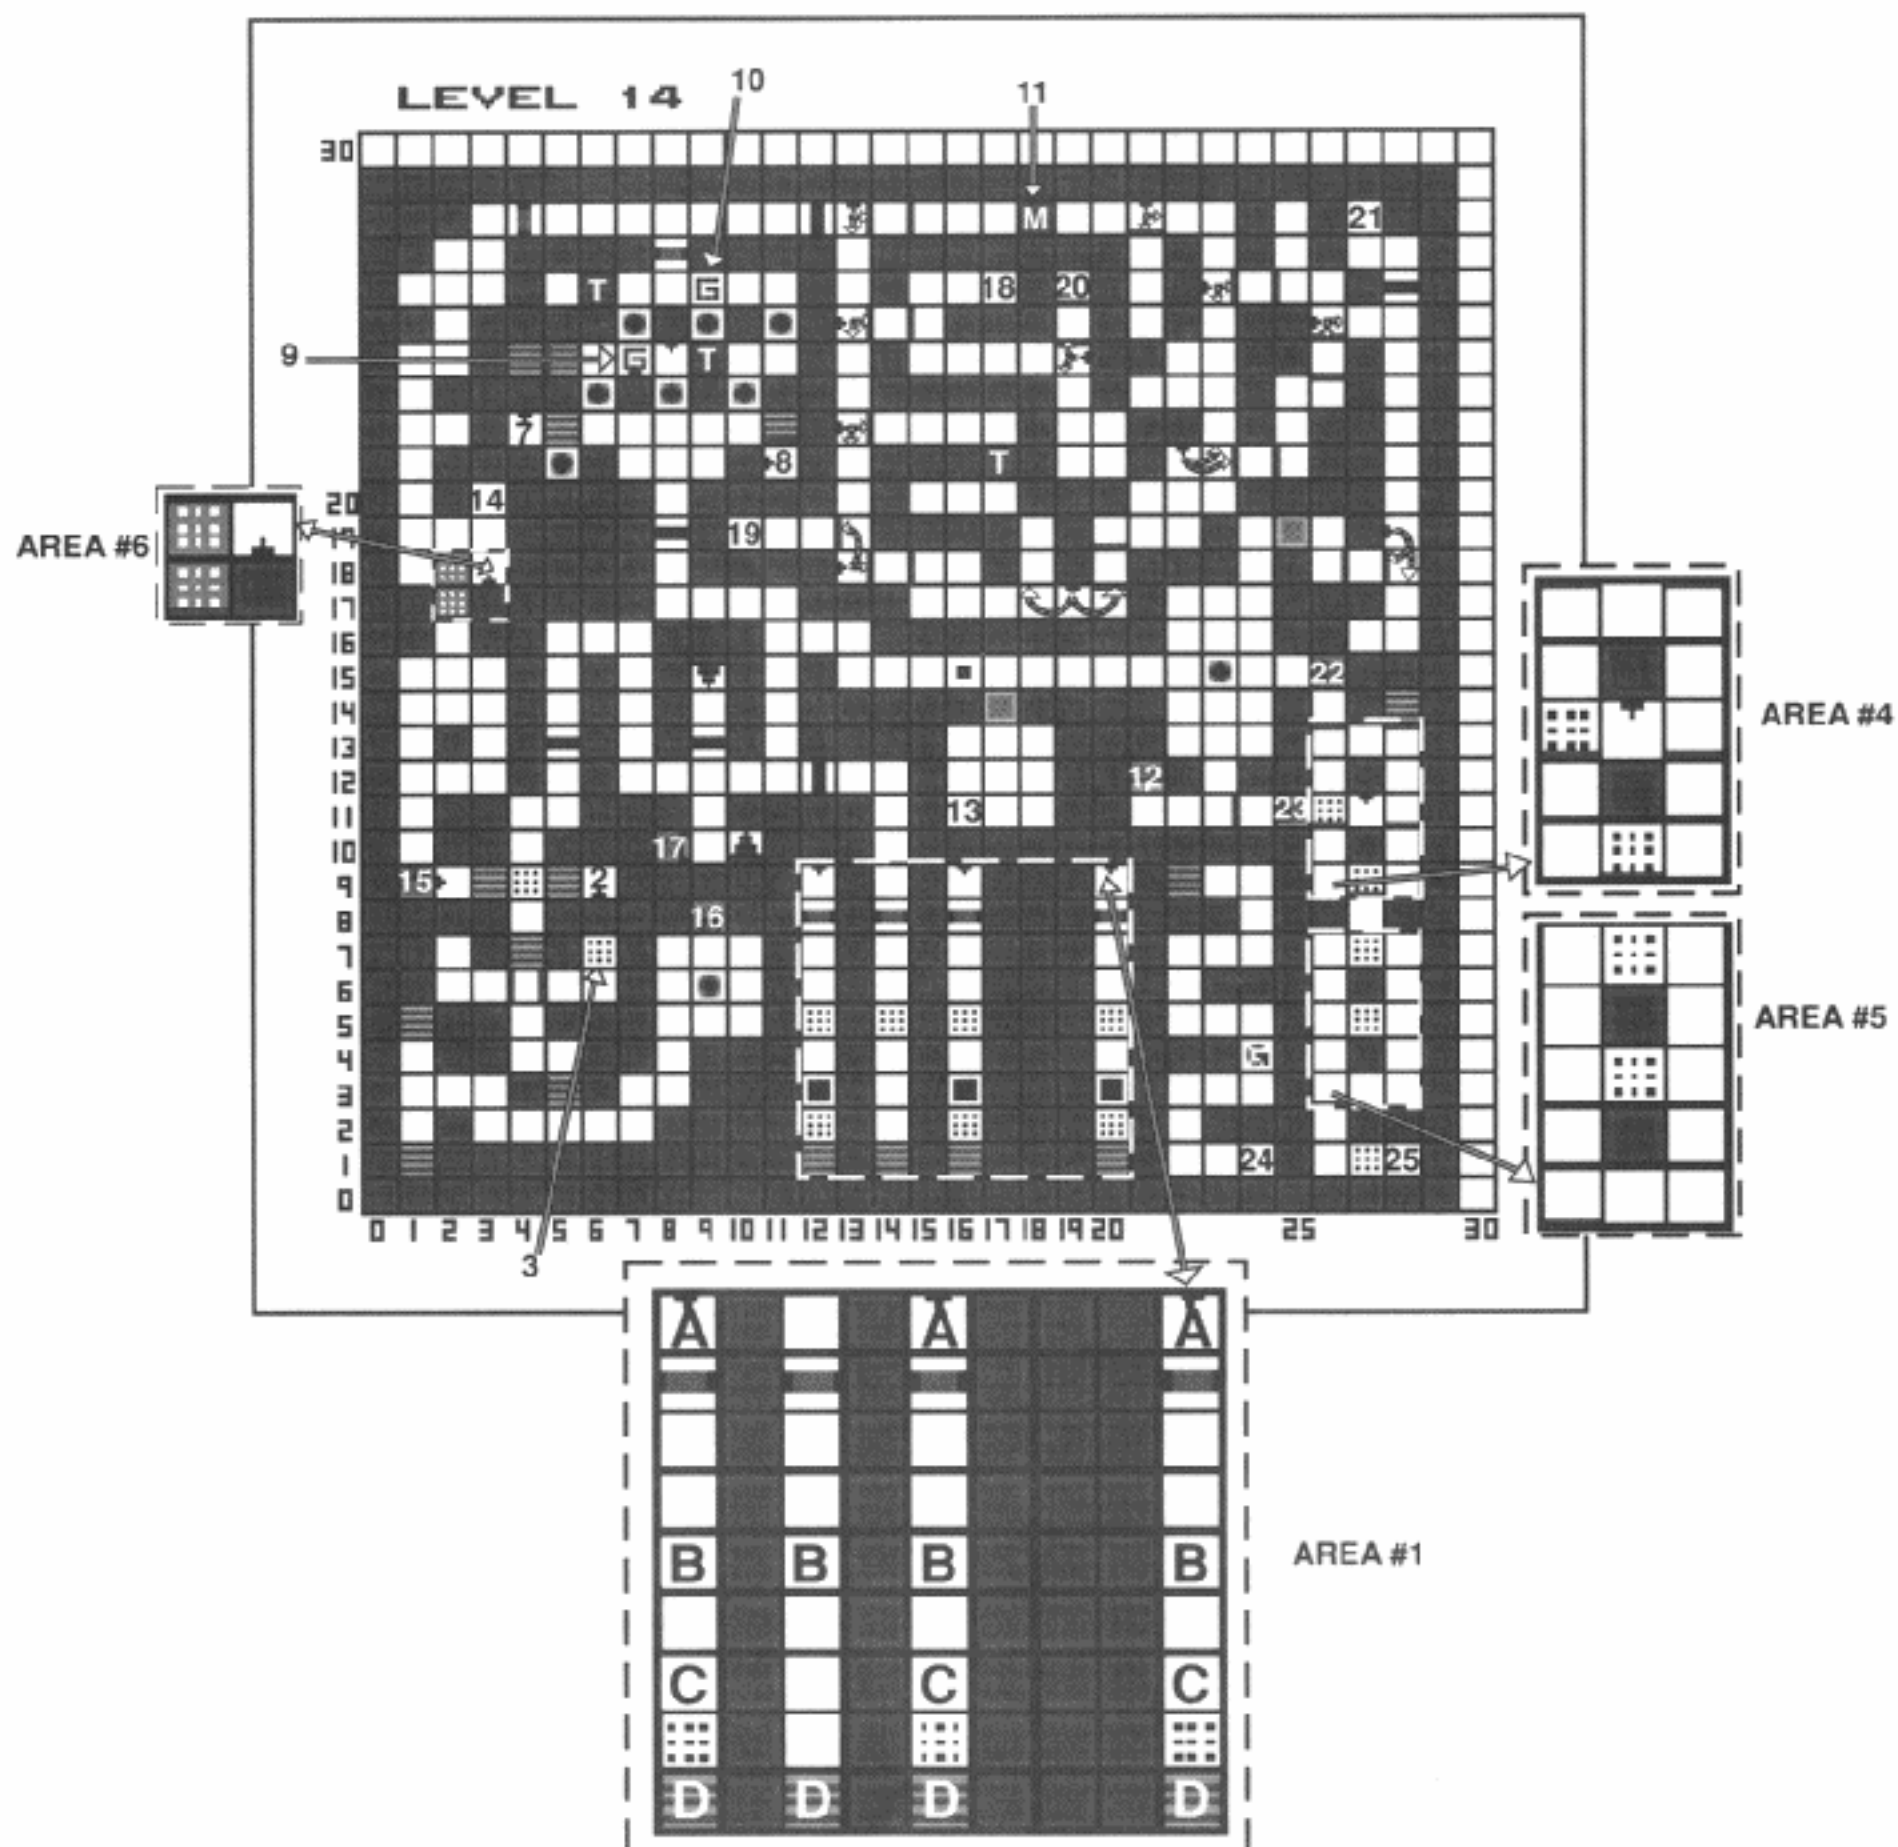 10
11
LEVEL 14
30
M
21
T G 18 20
9 G T
7
T
8
20 14
AREA #6
19 19
18
17
16
15 22
14
AREA #4
13
12 12
11 13 23
10 17
9 15 2
8 16
7
6
5
AREA #5
4 G
3
2
1 24 25
0
0 1 2 3 4 5 6 7 8 9 10 11 12 13 14 15 16 17 18 19 20 25 30
3
A A A
B B B B
AREA #1
C C C
D D D D